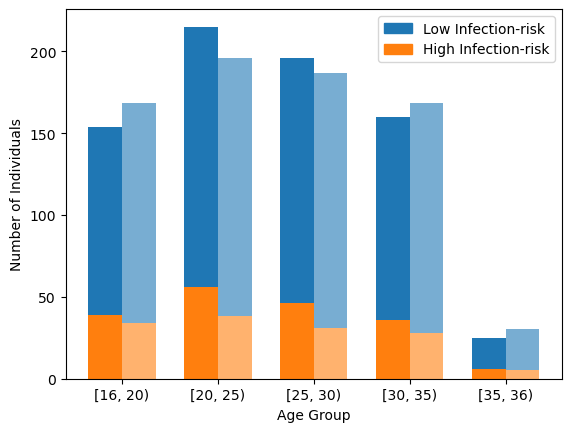 Low Infection-risk
High Infection-risk
200
150
100
50
0
Number of Individuals
[16, 20)
[20, 25)
[25, 30)
[30, 35)
[35, 36)
Age Group